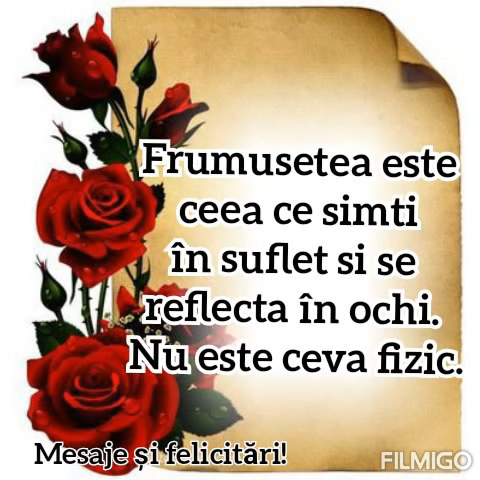 Frumusetea este
ceea ce simti
în suflet si se
reflecta în ochi.
Nu este ceva fizic.
Mesaje și felicitări!
FILMIGO